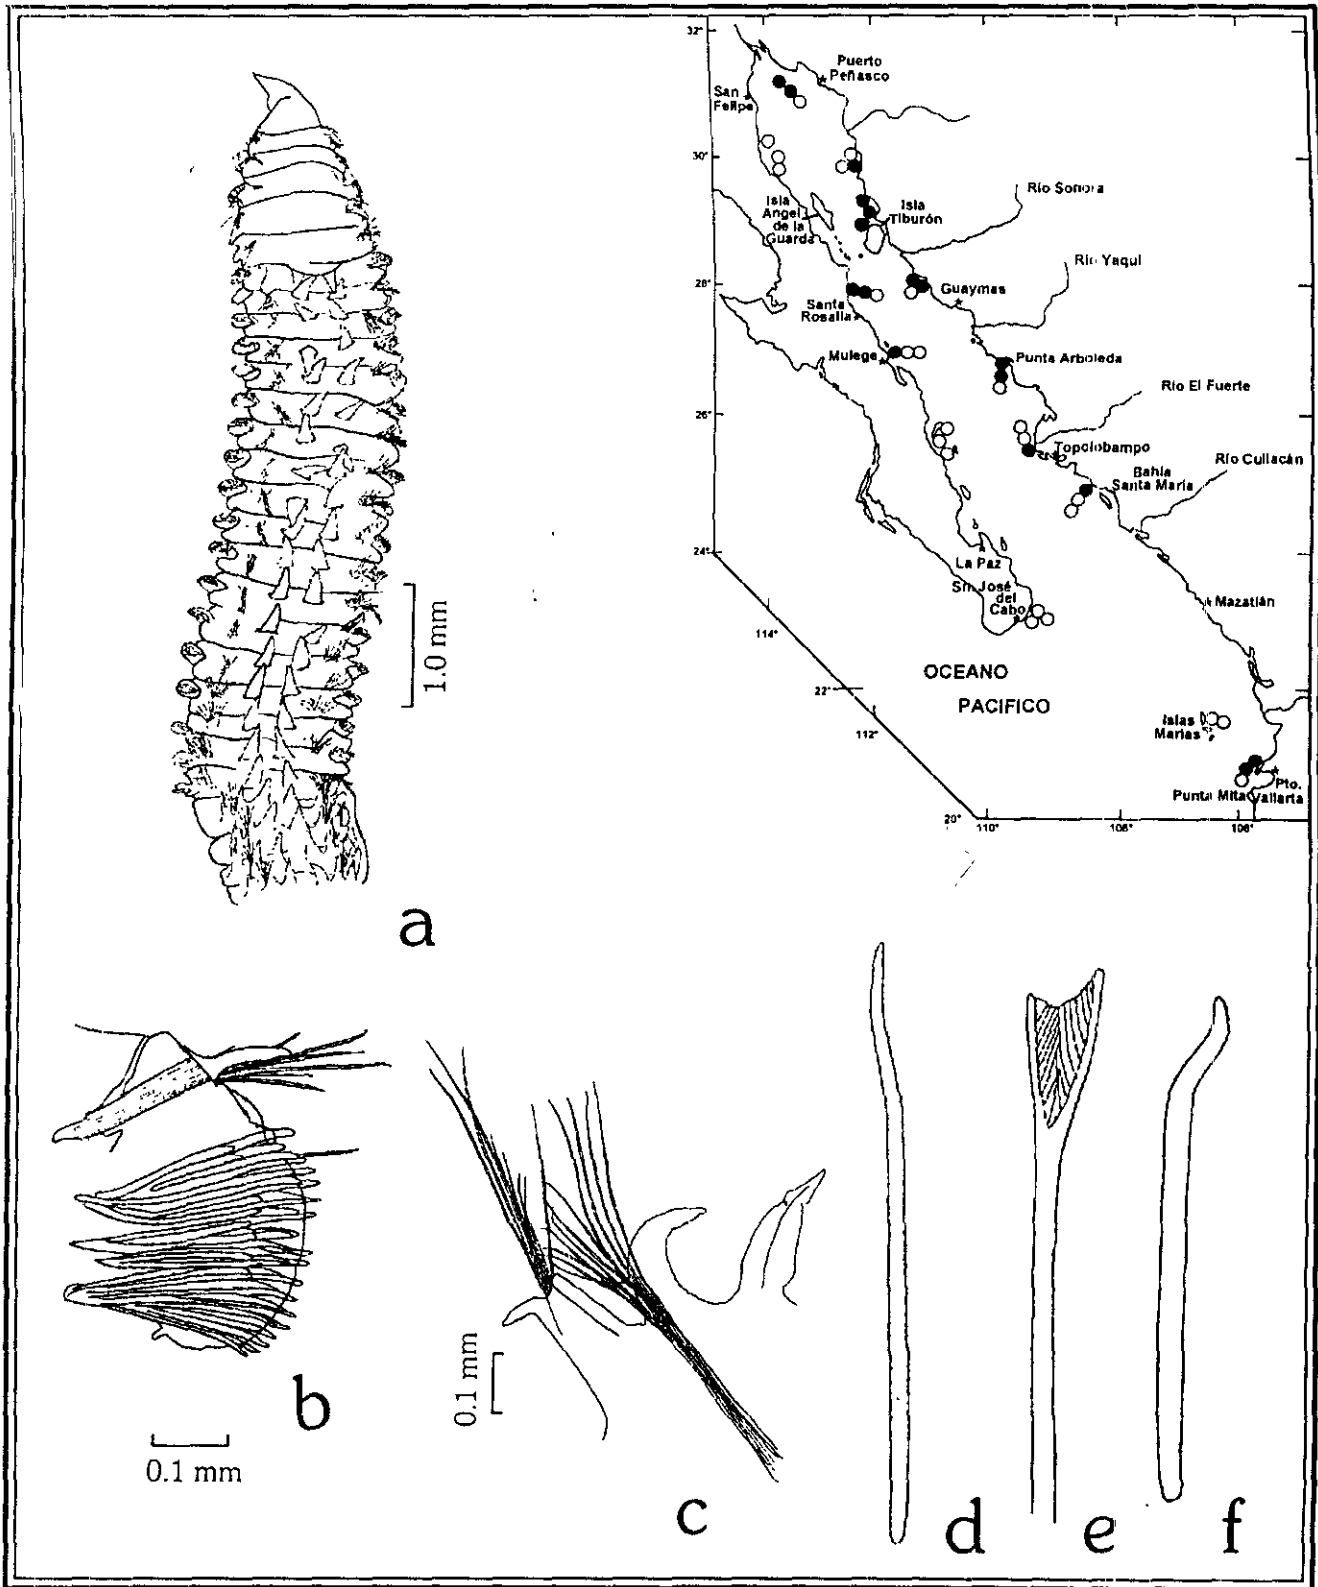 32°
Puerto
Peñasco
San
Felipe
30°
Río Sonora
Isla
Angel
de la
Guarda
Isla
Tiburón
Río Yaqui
28°
Guaymas
Santa
Rosalia
Mulege
Punta Arboleda
Río El Fuerte
26°
Topolobampo
Río Culiacán
Bahía
Santa María
24°
La Paz
San José
del
Cabo
Mazatlán
114°
OCEANO
PACIFICO
22°
112°
Islas
Marías
Pto.
Punta Mita
Vallarta
20°
110°
108°
106°
1.0 mm
a
b
0.1 mm
0.1 mm
c
d
e
f